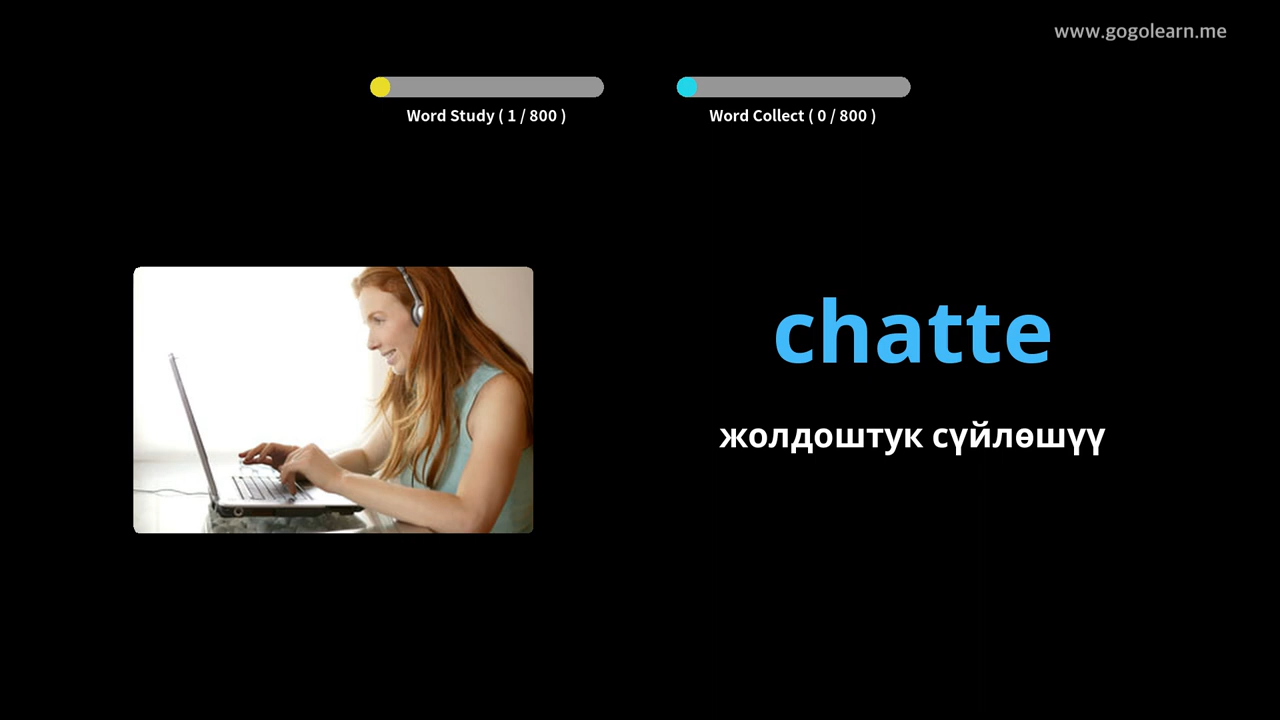 www.gogolearn.me
Word Study ( 1 / 800 )
Word Collect ( 0 / 800 )
chatte
жолдоштук сүйлөшүү